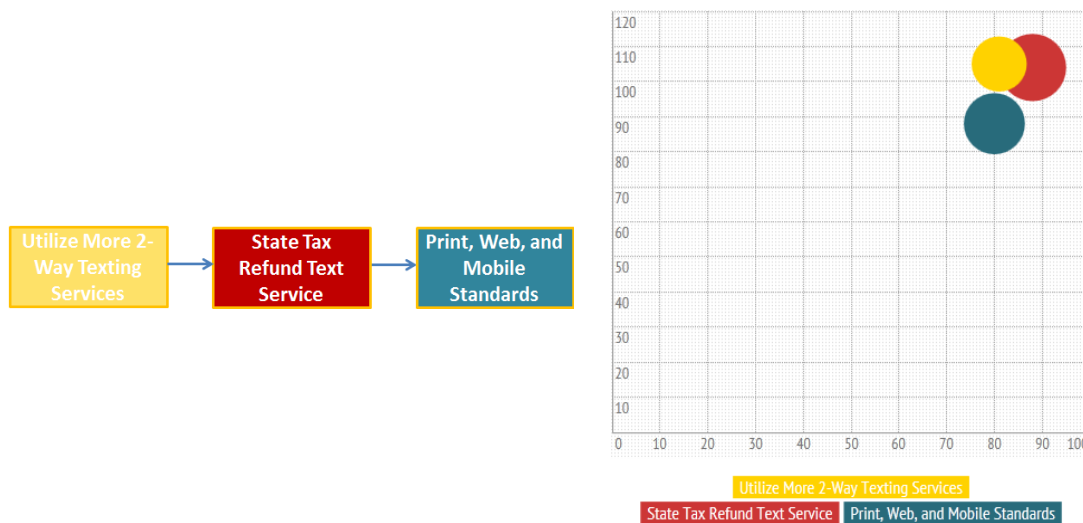 Utilize More 2-
Way Texting
Services
State Tax
Refund Text
Service
Print, Web, and
Mobile
Standards
120
110
100
90
80
70
60
50
40
30
20
10
0 10 20 30 40 50 60 70 80 90 100
Utilize More 2-Way Texting Services
State Tax Refund Text Service Print, Web, and Mobile Standards